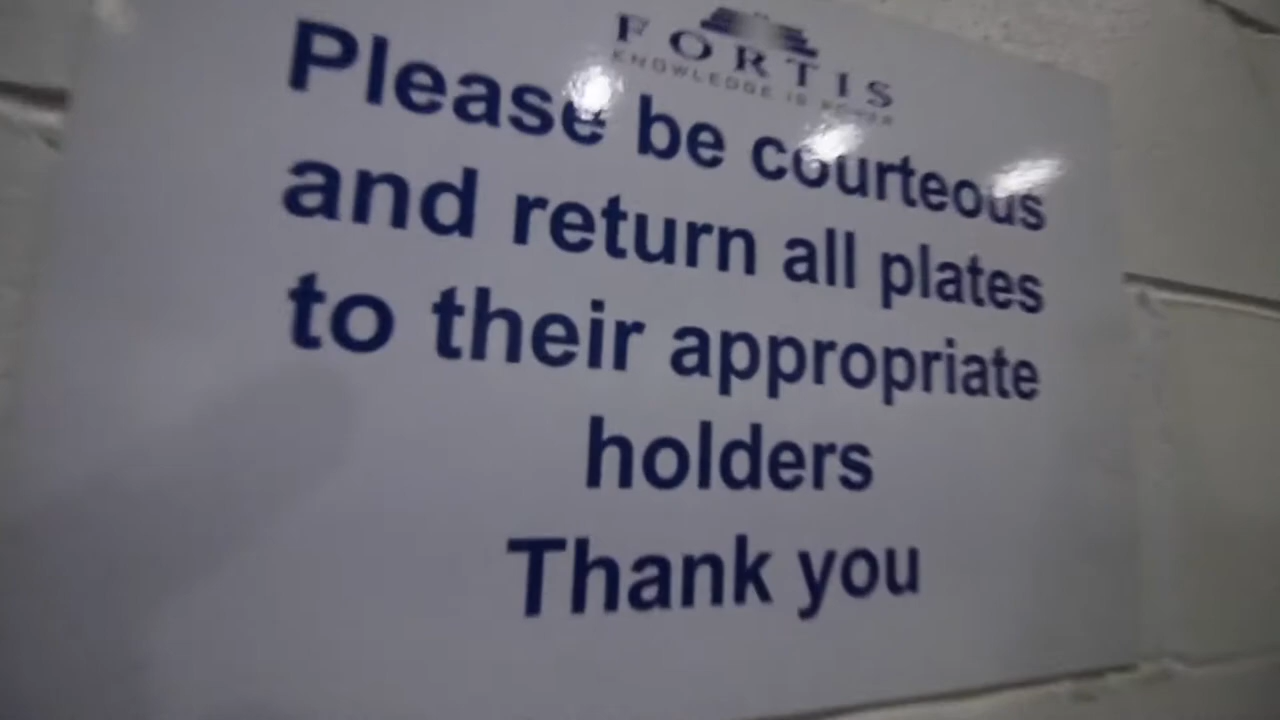 FORTIS
KNOWLEDGE IS POWER
Please be courteous
and return all plates
to their appropriate
holders
Thank you